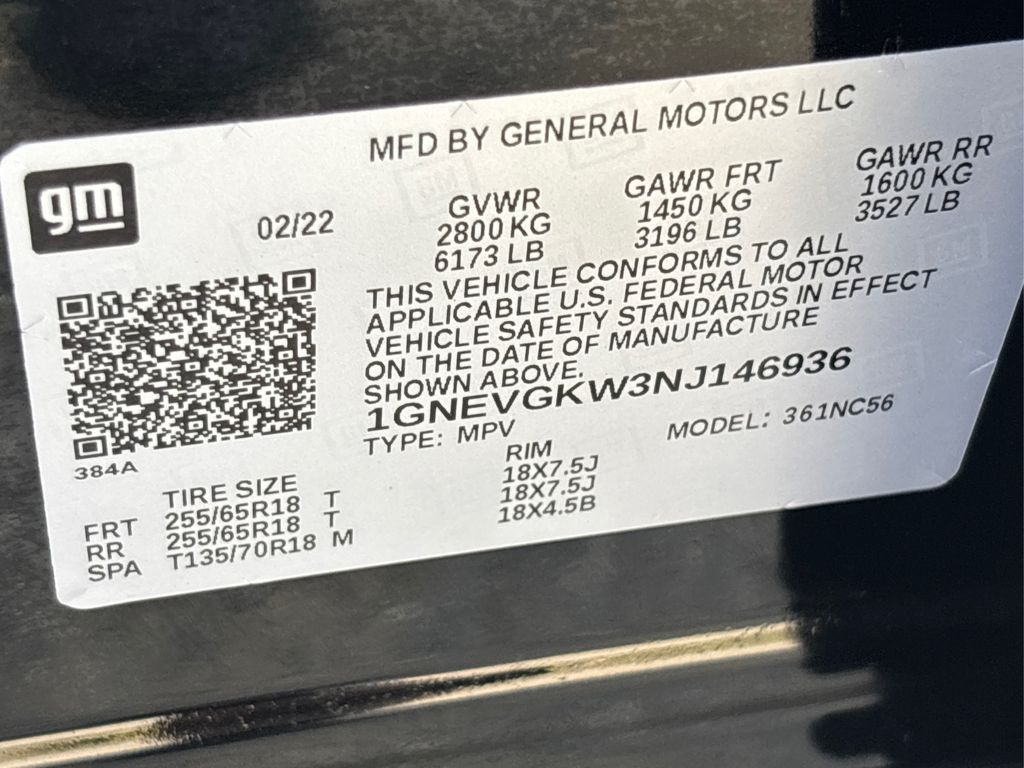 MFD BY GENERAL MOTORS LLC
gm
02/22
GVWR
2800 KG
6173 LB
GAWR FRT
1450 KG
3196 LB
GAWR RR
1600 KG
3527 LB
THIS VEHICLE CONFORMS TO ALL
APPLICABLE U.S. FEDERAL MOTOR
VEHICLE SAFETY STANDARDS IN EFFECT
ON THE DATE OF MANUFACTURE
SHOWN ABOVE.
1GNEVGKW3NJ146936
TYPE: MPV MODEL: 361NC56
384A
TIRE SIZE RIM
FRT 255/65R18 T 18X7.5J
RR 255/65R18 T 18X7.5J
SPA T135/70R18 M 18X4.5B